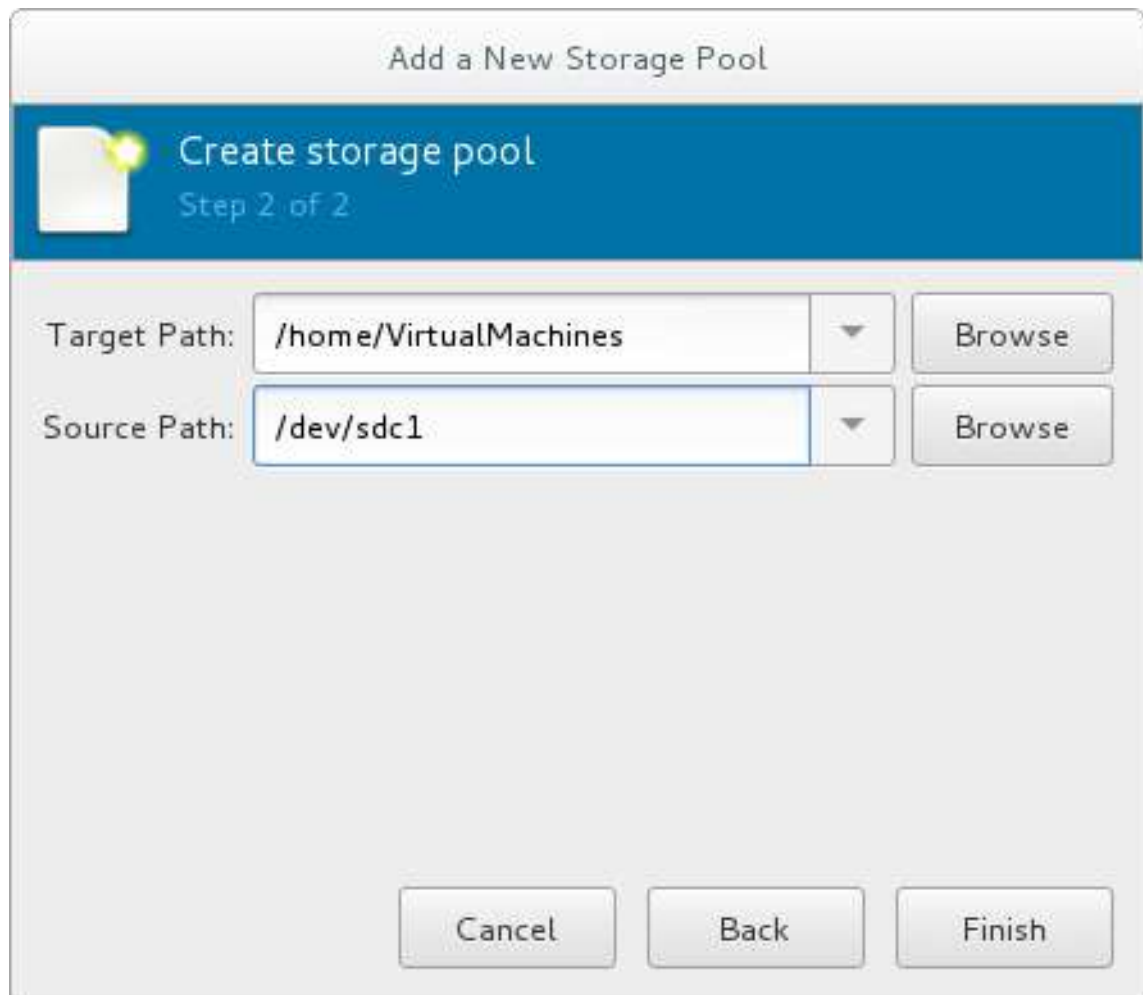 Add a New Storage Pool
Create storage pool
Step 2 of 2
Target Path: /home/VirtualMachines Browse
Source Path: /dev/sdc1 Browse
Cancel Back Finish